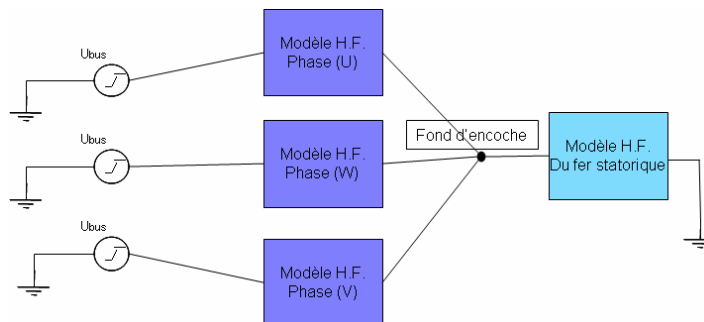 Ubus
Modèle H.F.
Phase (U)
Ubus
Modèle H.F.
Phase (W)
Fond d'encoche
Modèle H.F.
Du fer statorique
Ubus
Modèle H.F.
Phase (V)